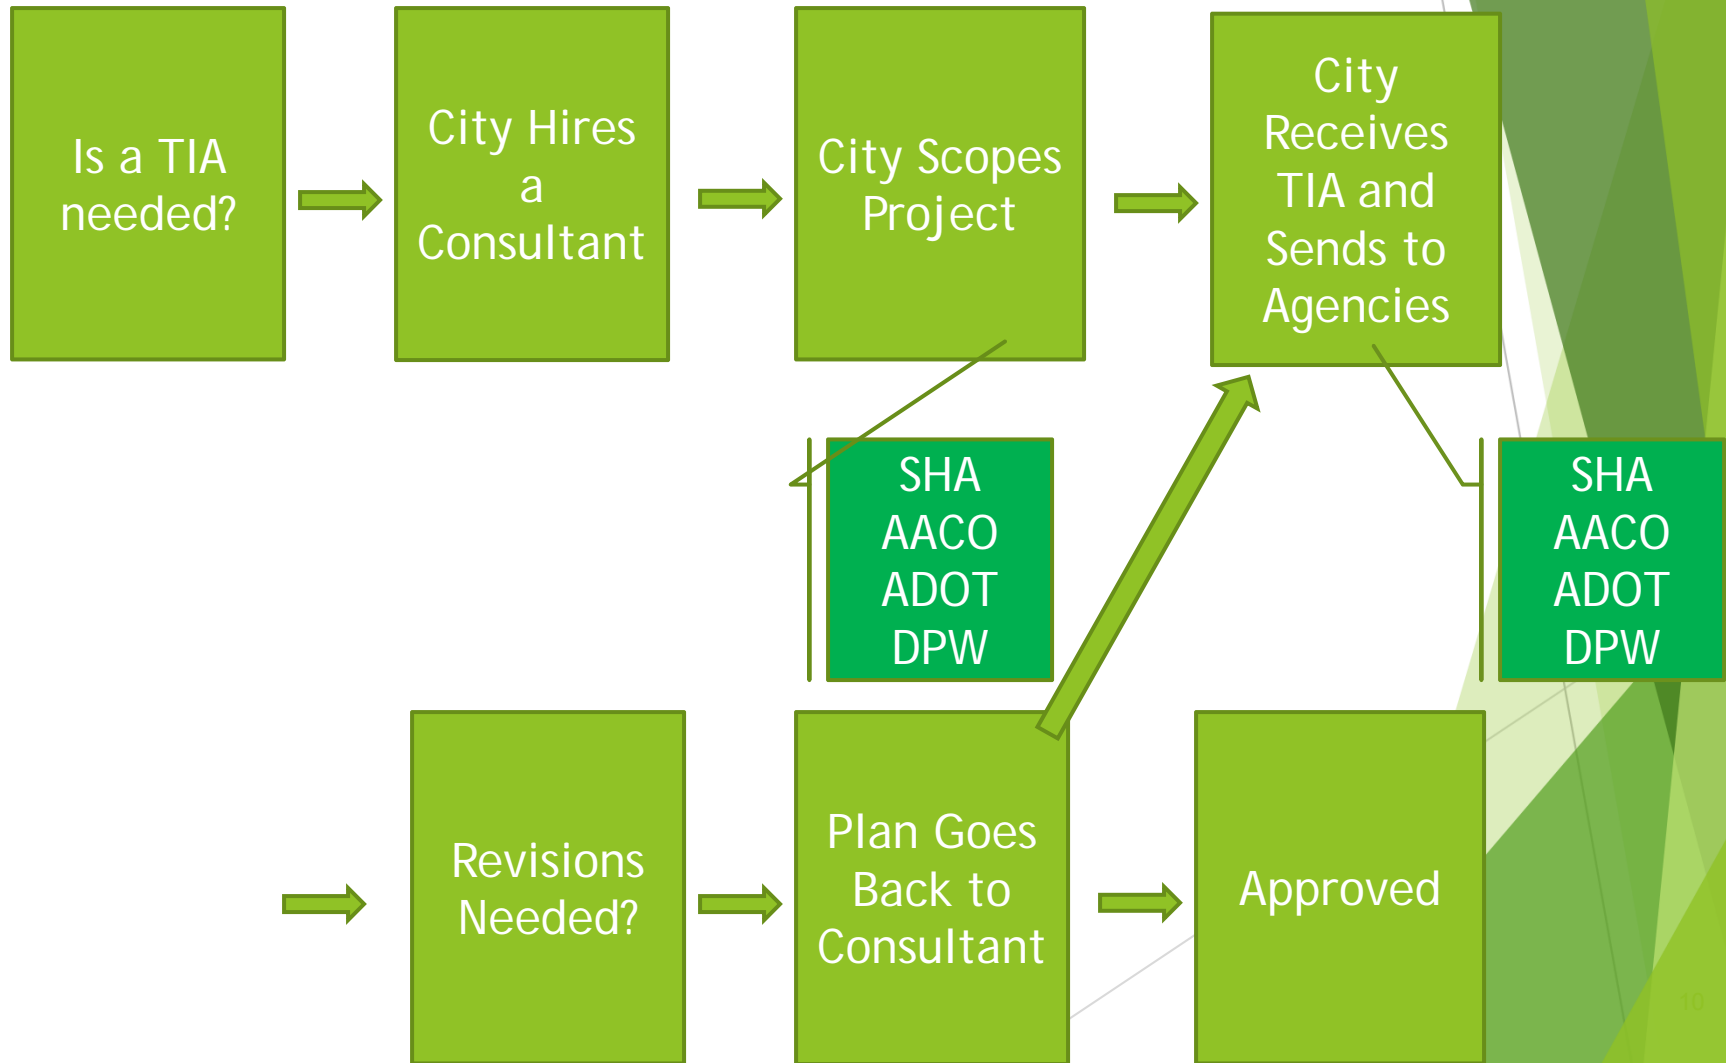 Is a TIA
needed?
City Hires
a
Consultant
City Scopes
Project
City
Receives
TIA and
Sends to
Agencies
SHA
AACO
ADOT
DPW
SHA
AACO
ADOT
DPW
Revisions
Needed?
Plan Goes
Back to
Consultant
Approved
10